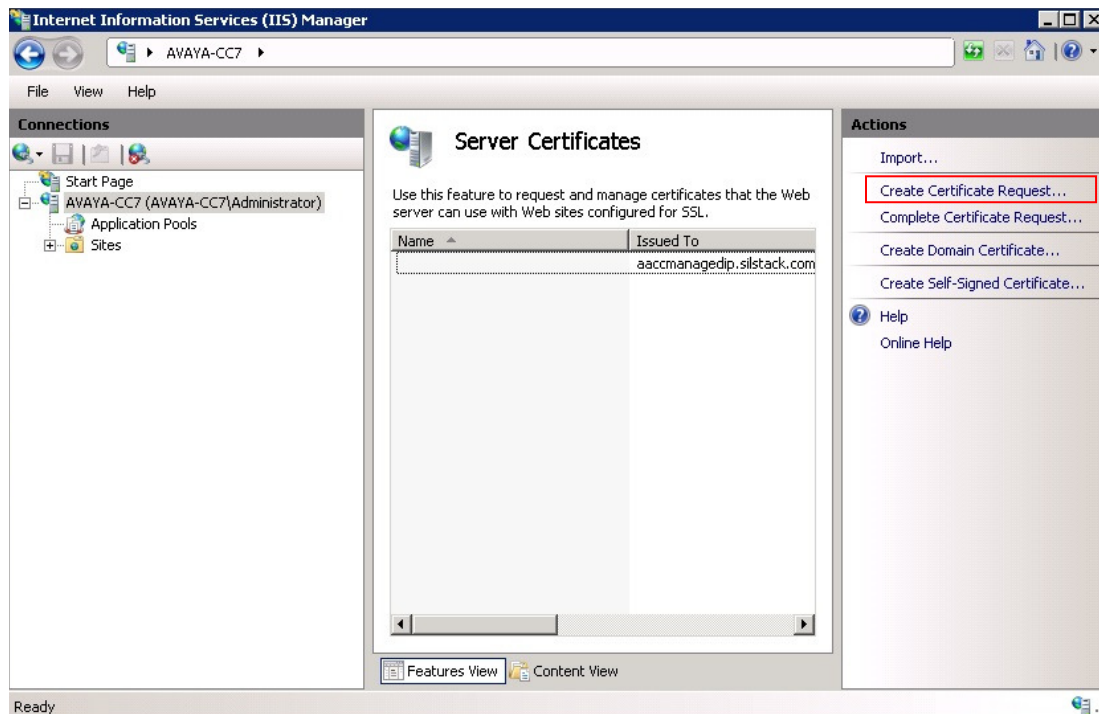 Internet Information Services (IIS) Manager
AVAYA-CC7
File View Help
Connections
Start Page
AVAYA-CC7 (AVAYA-CC7\Administrator)
Application Pools
Sites
Server Certificates
Use this feature to request and manage certificates that the Web
server can use with Web sites configured for SSL.
Name Issued To
aaccmanagedip.silstack.com
Features View Content View
Actions
Import...
Create Certificate Request...
Complete Certificate Request...
Create Domain Certificate...
Create Self-Signed Certificate...
Help
Online Help
Ready